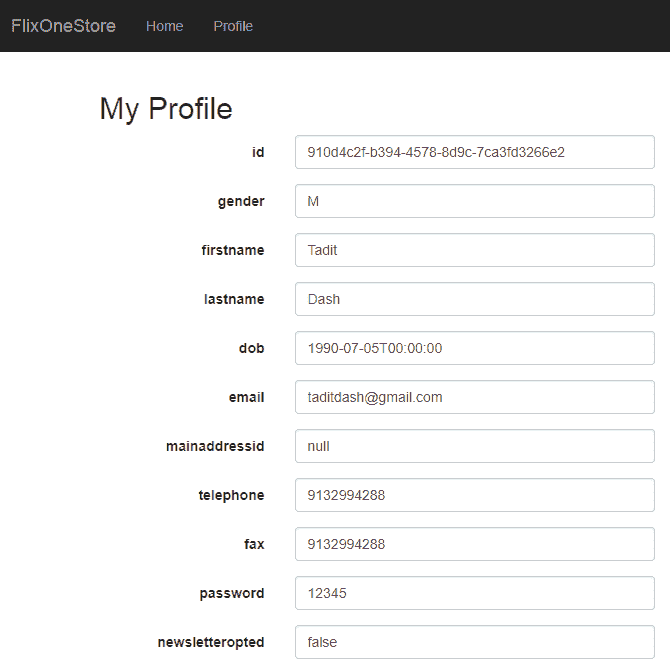 FlixOneStore Home Profile
My Profile
id 910d4c2f-b394-4578-8d9c-7ca3fd3266e2
gender M
firstname Tadit
lastname Dash
dob 1990-07-05T00:00:00
email taditdash@gmail.com
mainaddressid null
telephone 9132994288
fax 9132994288
password 12345
newsletteropted false